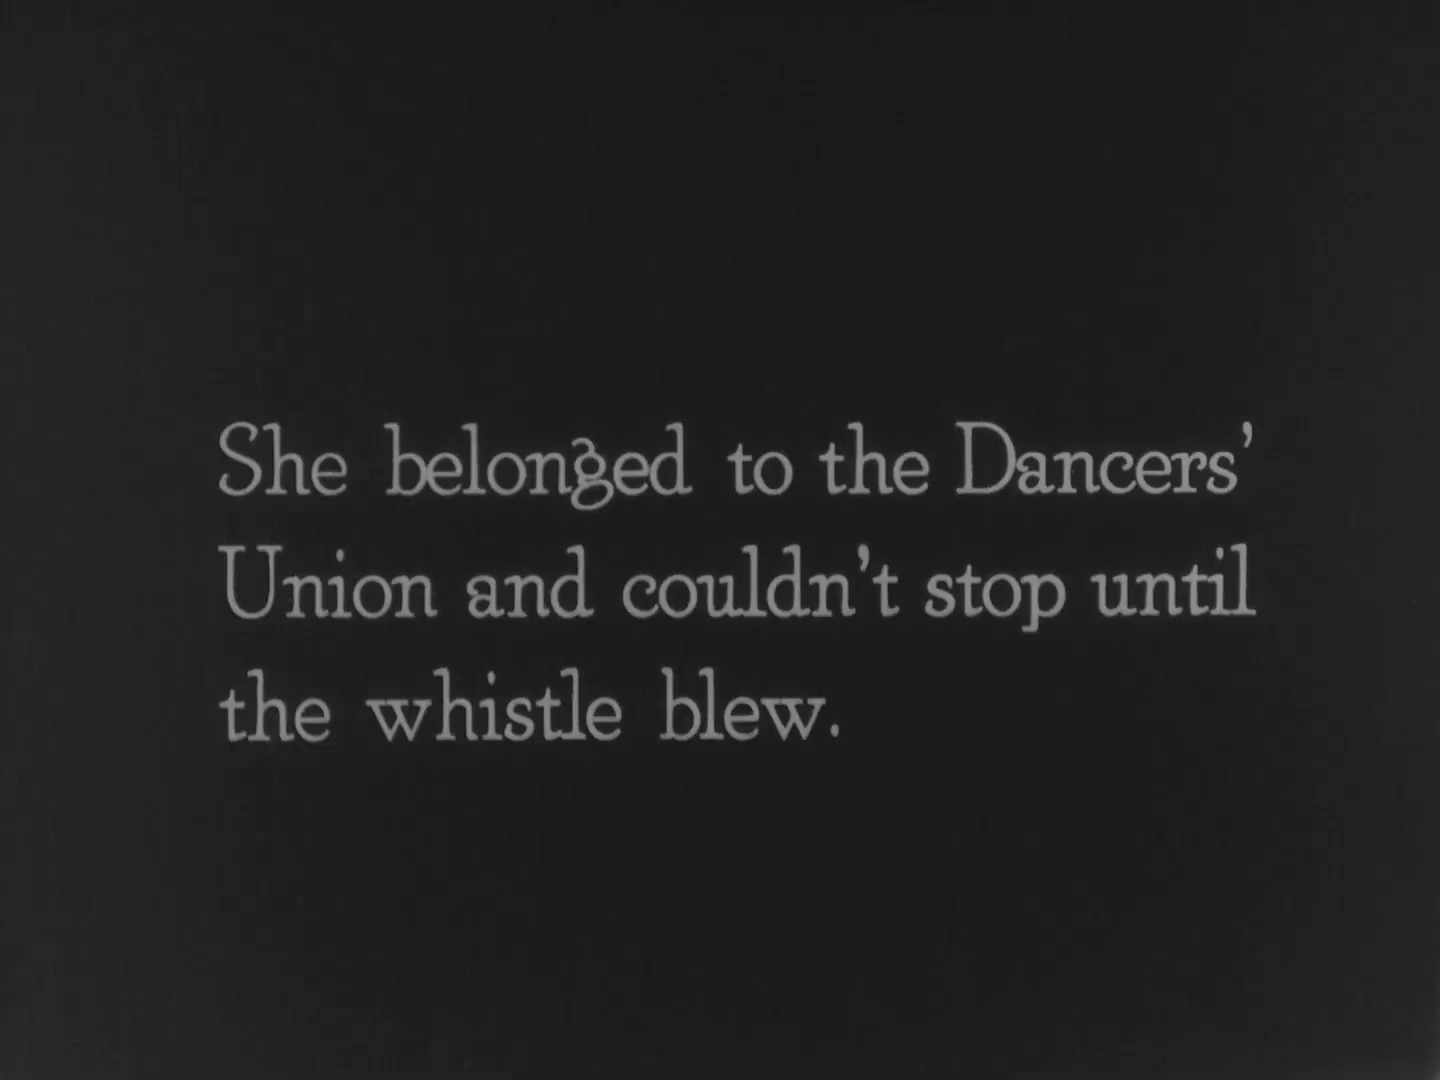 She belonged to the Dancers'
Union and couldn't stop until
the whistle blew.